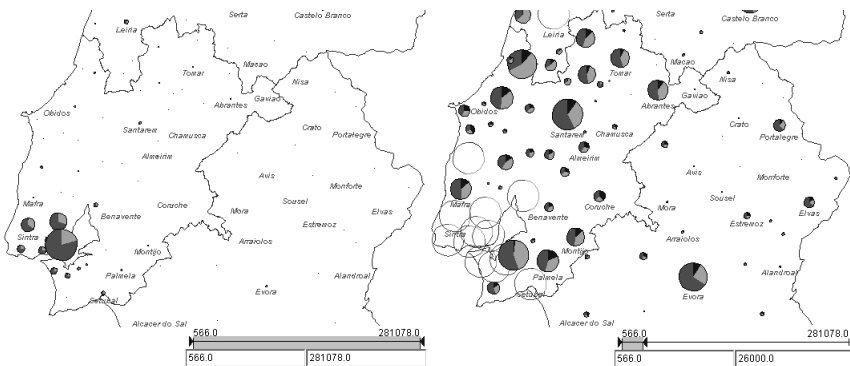 Serta
Castelo Branco
Leiria
Macao
Tomar
Nisa
Gaviao
Abrantes
Obidos
Santarem
Crato
Chamusca
Portalegre
Almeirim
Avis
Monforte
Mafra
Sousel
Coruche
Mora
Elvas
Benavente
Estremoz
Sintra
Arraiolos
Montijo
Palmela
Alandroal
Evora
Setubal
Alcacer do Sal
566.0 281078.0
566.0 281078.0
Serta
Castelo Branco
Leiria
Tomar
Macao
Nisa
Gaviao
Abrantes
Obidos
Crato
Santarem
Chamusca
Portalegre
Almeirim
Avis
Monforte
Mafra
Sousel
Coruche
Mora
Elvas
Benavente
Estremoz
Sintra
Arraiolos
Montijo
Palmela
Alandroal
Setubal
Evora
Alcacer do Sal
566.0 281078.0
566.0 26000.0